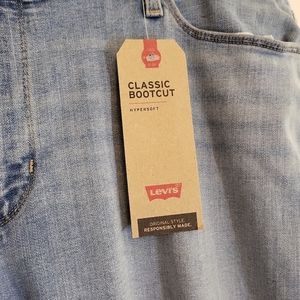 CLASSIC
BOOTCUT
HYPERSOFT
Levi's
ORIGINAL STYLE.
RESPONSIBLY MADE.